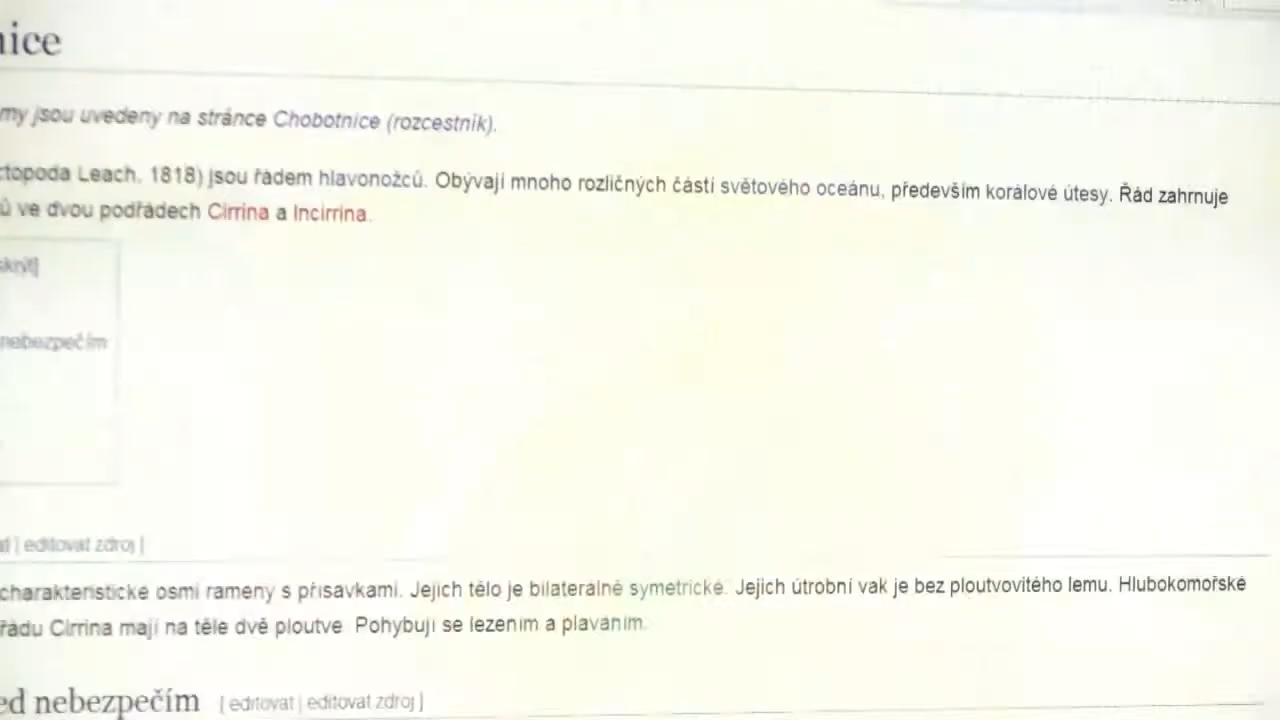 nice
my jsou uvedeny na stránce Chobotnice (rozcestník).
ctopoda Leach, 1818) jsou řádem hlavonožců. Obývají mnoho rozličných částí světového oceánu, především korálové útesy. Řád zahrnuje
ů ve dvou podřádech Cirrina a Incirrina.
skrýt]
nebezpečím
at | editovat zdroj ]
charakteristické osmi rameny s přísavkami. Jejich tělo je bilaterálně symetrické. Jejich útrobní vak je bez ploutvovitého lemu. Hlubokomořské
řádu Cirrina mají na těle dvě ploutve. Pohybují se lezením a plaváním.
ed nebezpečím [ editovat | editovat zdroj ]